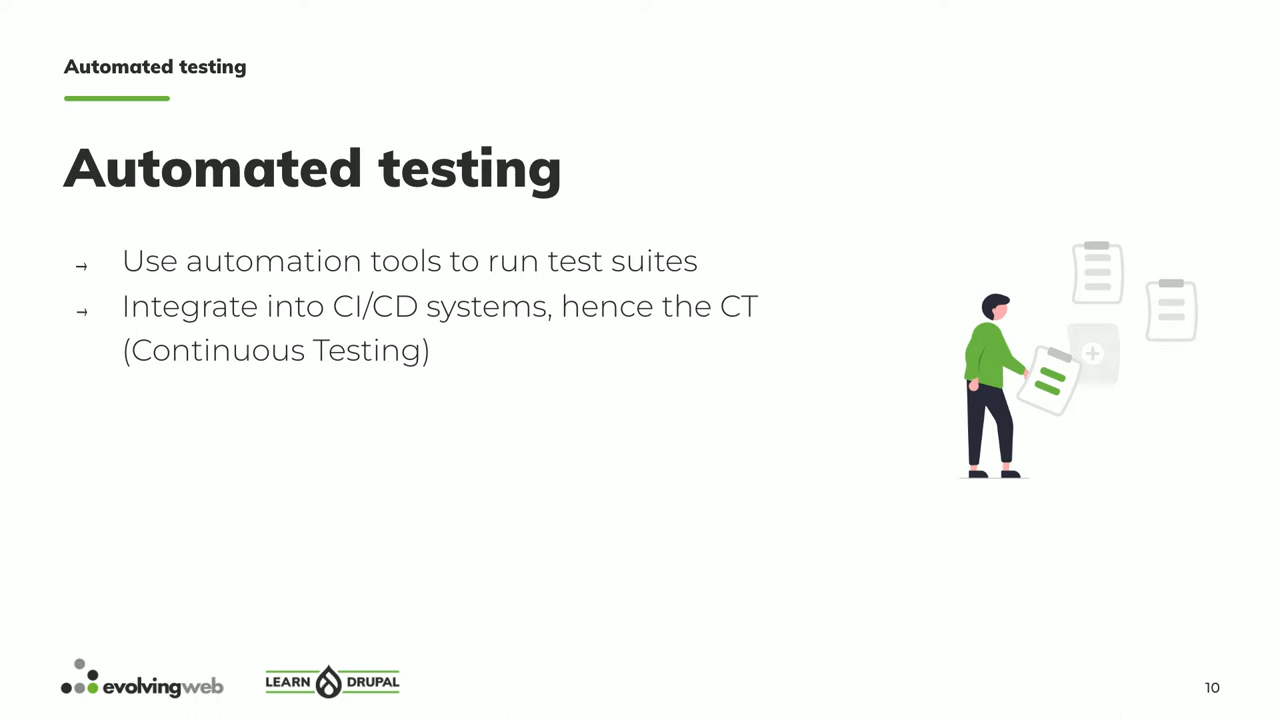 Automated testing
Automated testing
→ Use automation tools to run test suites
→ Integrate into CI/CD systems, hence the CT
(Continuous Testing)
evolvingweb
LEARN DRUPAL
10